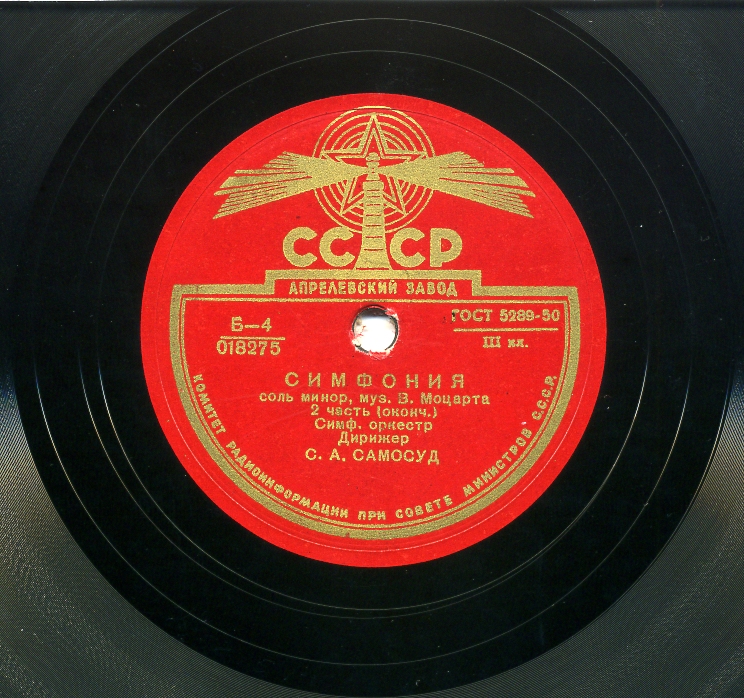 СССР
АПРЕЛЕВСКИЙ ЗАВОД
Б—4
018275
ГОСТ 5289-50
III кл.
СИМФОНИЯ
соль минор, муз. В. Моцарта
2 часть (оконч.)
Симф. оркестр
Дирижер
С. А. САМОСУД
КОМИТЕТ РАДИОИНФОРМАЦИИ ПРИ СОВЕТЕ МИНИСТРОВ С.С.С.Р.